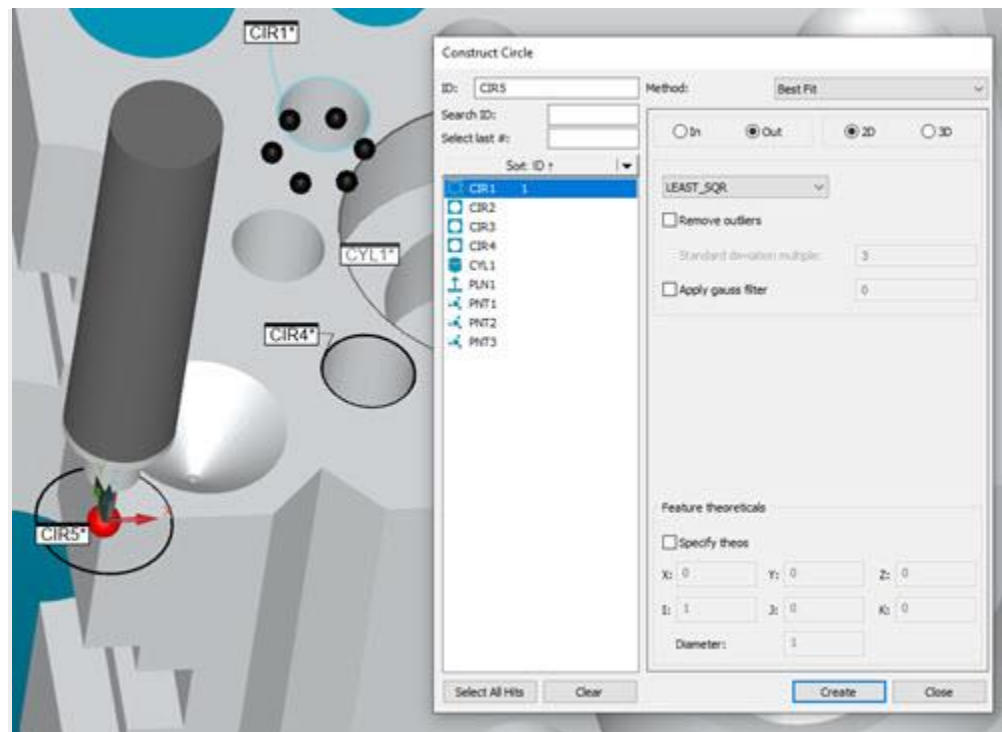 CIR1*
CYL1*
CIR4*
CIR5*
Construct Circle
ID: CIR5
Method: Best Fit
Search ID:
Select last #:
In Out 2D 3D
Sort: ID ↑
CIR1 1
CIR2
CIR3
CIR4
CYL1
PLN1
PNT1
PNT2
PNT3
LEAST_SQR
Remove outliers
Standard deviation multiple: 3
Apply gauss filter 0
Feature theoreticals
Specify theos
X: 0 Y: 0 Z: 0
I: 1 J: 0 K: 0
Diameter: 1
Select All Hits Clear Create Close